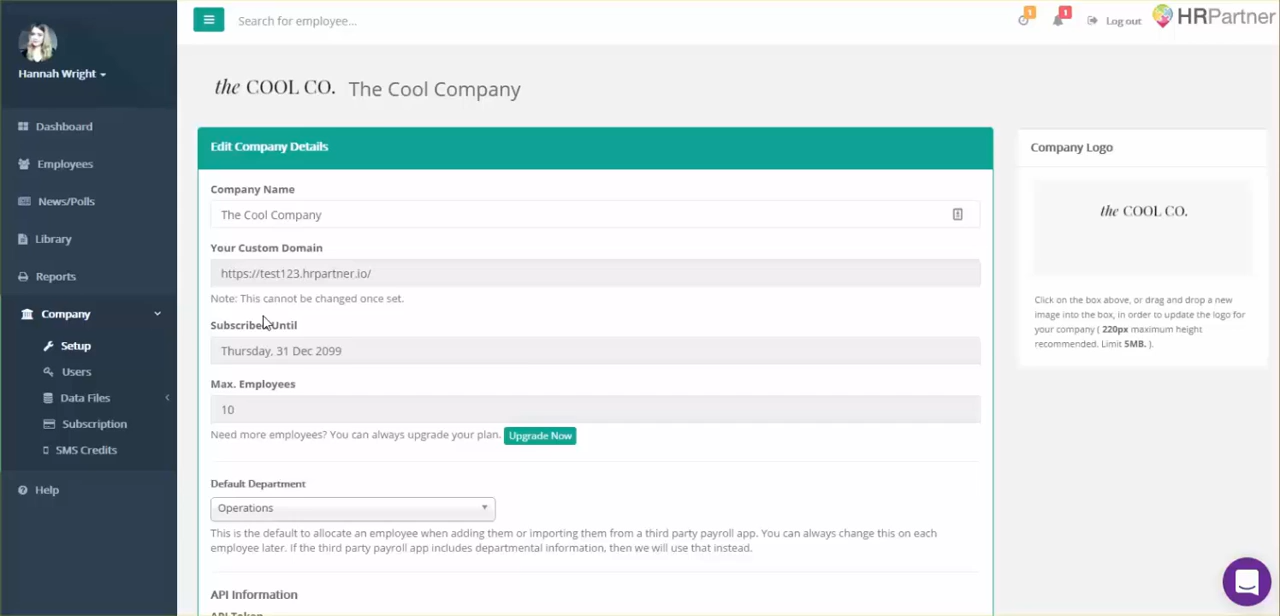 Search for employee...
1
1
Log out
HRPartner
Hannah Wright
Dashboard
Employees
News/Polls
Library
Reports
Company
Setup
Users
Data Files
Subscription
SMS Credits
Help
the COOL CO. The Cool Company
Edit Company Details
Company Name
The Cool Company
Your Custom Domain
https://test123.hrpartner.io/
Note: This cannot be changed once set.
Subscribed Until
Thursday, 31 Dec 2099
Max. Employees
10
Need more employees? You can always upgrade your plan. Upgrade Now
Default Department
Operations
This is the default to allocate an employee when adding them or importing them from a third party payroll app. You can always change this on each
employee later. If the third party payroll app includes departmental information, then we will use that instead.
API Information
API Token
Company Logo
the COOL CO.
Click on the box above, or drag and drop a new
image into the box, in order to update the logo for
your company ( 220px maximum height
recommended. Limit 5MB. ).